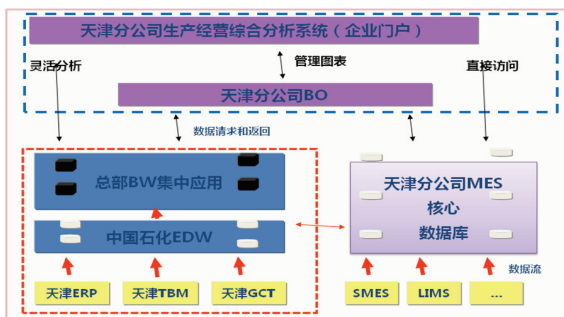 天津分公司生产经营综合分析系统（企业门户）
灵活分析
管理图表
直接访问
天津分公司BO
数据请求和返回
总部BW集中应用
天津分公司MES
核心
数据库
中国石化EDW
数据流
天津ERP
天津TBM
天津GCT
SMES
LIMS
...